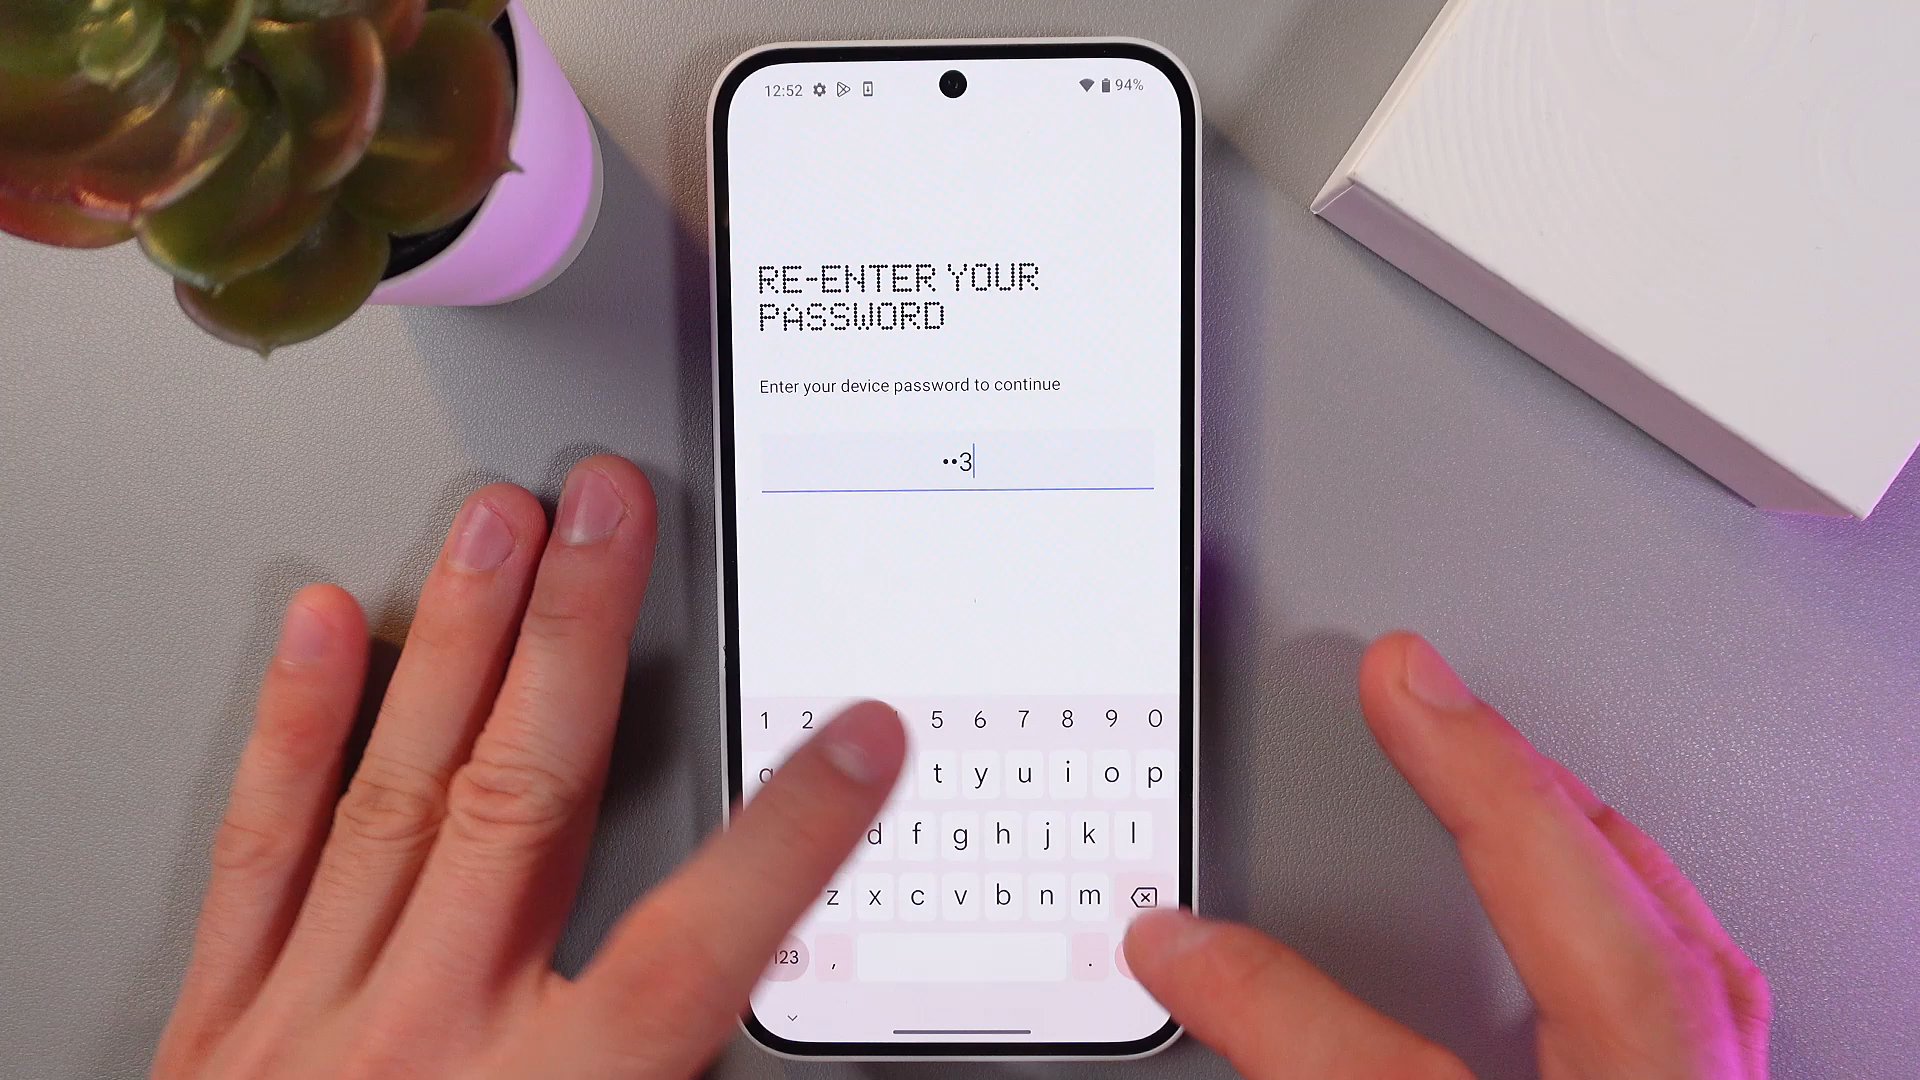 12:52 94%
RE-ENTER YOUR
PASSWORD
Enter your device password to continue
••3
1 2 5 6 7 8 9 0
t y u i o p
d f g h j k l
z x c v b n m
123 , .